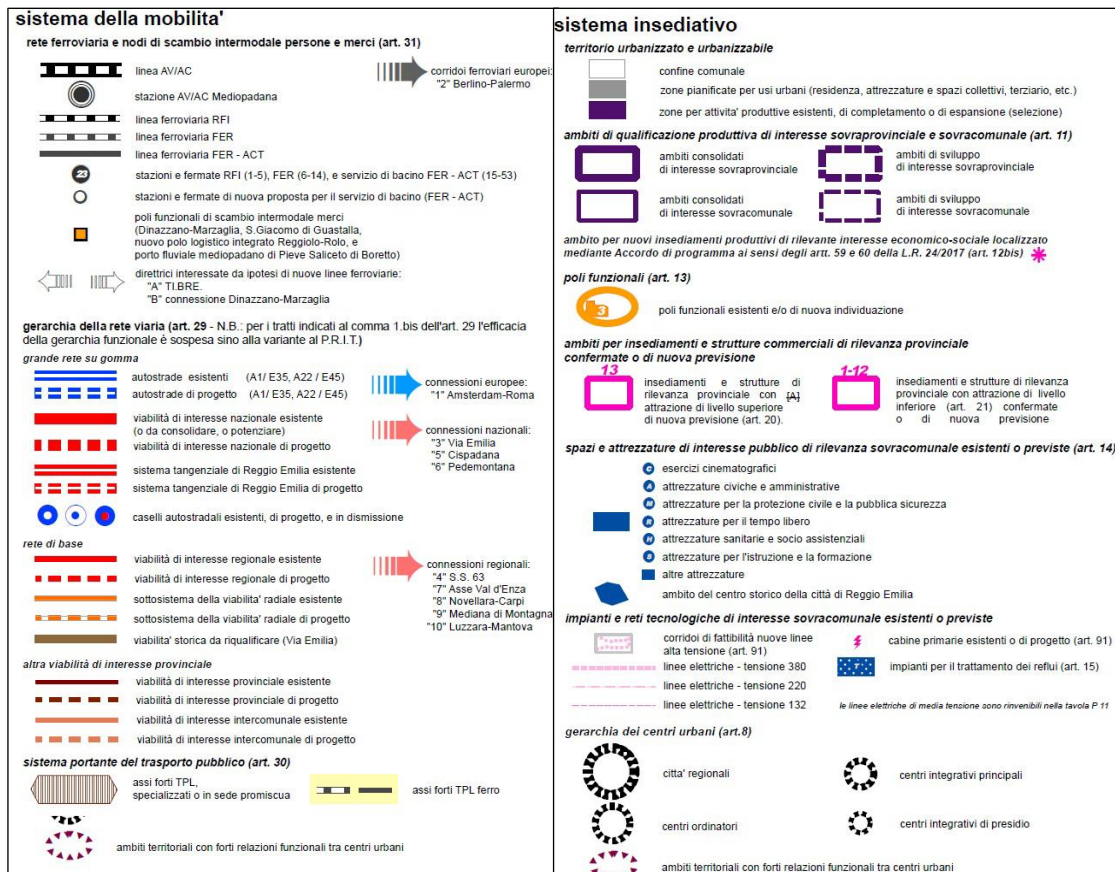 sistema della mobilita'
rete ferroviaria e nodi di scambio intermodale persone e merci (art. 31)
linea AV/AC
corridoi ferroviari europei:
"2" Berlino-Palermo
stazione AV/AC Mediopadana
linea ferroviaria RFI
linea ferroviaria FER
linea ferroviaria FER - ACT
23
stazioni e fermate RFI (1-5), FER (6-14), e servizio di bacino FER - ACT (15-53)
stazioni e fermate di nuova proposta per il servizio di bacino (FER - ACT)
poli funzionali di scambio intermodale merci
(Dinazzano-Marzaglia, S.Giacomo di Guastalla,
nuovo polo logistico integrato Reggiolo-Rolo, e
porto fluviale mediopadano di Pieve Saliceto di Boretto)
direttrici interessate da ipotesi di nuove linee ferroviarie:
"A" TI.BRE.
"B" connessione Dinazzano-Marzaglia
gerarchia della rete viaria (art. 29 - N.B.: per i tratti indicati al comma 1.bis dell'art. 29 l'efficacia
della gerarchia funzionale è sospesa sino alla variante al P.R.I.T.)
grande rete su gomma
autostrade esistenti (A1/ E35, A22 / E45)
autostrade di progetto (A1/ E35, A22 / E45)
connessioni europee:
"1" Amsterdam-Roma
viabilità di interesse nazionale esistente
(o da consolidare, o potenziare)
viabilità di interesse nazionale di progetto
connessioni nazionali:
"3" Via Emilia
"5" Cispadana
"6" Pedemontana
sistema tangenziale di Reggio Emilia esistente
sistema tangenziale di Reggio Emilia di progetto
caselli autostradali esistenti, di progetto, e in dismissione
rete di base
viabilità di interesse regionale esistente
viabilità di interesse regionale di progetto
sottosistema della viabilita' radiale esistente
sottosistema della viabilita' radiale di progetto
viabilita' storica da riqualificare (Via Emilia)
connessioni regionali:
"4" S.S. 63
"7" Asse Val d'Enza
"8" Novellara-Carpi
"9" Mediana di Montagna
"10" Luzzara-Mantova
altra viabilità di interesse provinciale
viabilità di interesse provinciale esistente
viabilità di interesse provinciale di progetto
viabilità di interesse intercomunale esistente
viabilità di interesse intercomunale di progetto
sistema portante del trasporto pubblico (art. 30)
assi forti TPL,
specializzati o in sede promiscua
assi forti TPL ferro
ambiti territoriali con forti relazioni funzionali tra centri urbani
sistema insediativo
territorio urbanizzato e urbanizzabile
confine comunale
zone pianificate per usi urbani (residenza, attrezzature e spazi collettivi, terziario, etc.)
zone per attivita' produttive esistenti, di completamento o di espansione (selezione)
ambiti di qualificazione produttiva di interesse sovraprovinciale e sovracomunale (art. 11)
ambiti consolidati
di interesse sovraprovinciale
ambiti di sviluppo
di interesse sovraprovinciale
ambiti consolidati
di interesse sovracomunale
ambiti di sviluppo
di interesse sovracomunale
ambito per nuovi insediamenti produttivi di rilevante interesse economico-sociale localizzato
mediante Accordo di programma ai sensi degli artt. 59 e 60 della L.R. 24/2017 (art. 12bis)
poli funzionali (art. 13)
3
poli funzionali esistenti e/o di nuova individuazione
ambiti per insediamenti e strutture commerciali di rilevanza provinciale
confermate o di nuova previsione
13
insediamenti e strutture di
rilevanza provinciale con [A]
attrazione di livello superiore
di nuova previsione (art. 20).
1-12
insediamenti e strutture di rilevanza
provinciale con attrazione di livello
inferiore (art. 21) confermate
o di nuova previsione
spazi e attrezzature di interesse pubblico di rilevanza sovracomunale esistenti o previste (art. 14)
C esercizi cinematografici
A attrezzature civiche e amministrative
M attrezzature per la protezione civile e la pubblica sicurezza
R attrezzature per il tempo libero
H attrezzature sanitarie e socio assistenziali
S attrezzature per l'istruzione e la formazione
altre attrezzature
ambito del centro storico della città di Reggio Emilia
impianti e reti tecnologiche di interesse sovracomunale esistenti o previste
corridoi di fattibilità nuove linee
alta tensione (art. 91)
cabine primarie esistenti o di progetto (art. 91)
linee elettriche - tensione 380
T impianti per il trattamento dei reflui (art. 15)
linee elettriche - tensione 220
linee elettriche - tensione 132
le linee elettriche di media tensione sono rinvenibili nella tavola P 11
gerarchia dei centri urbani (art.8)
citta' regionali
centri integrativi principali
centri ordinatori
centri integrativi di presidio
ambiti territoriali con forti relazioni funzionali tra centri urbani